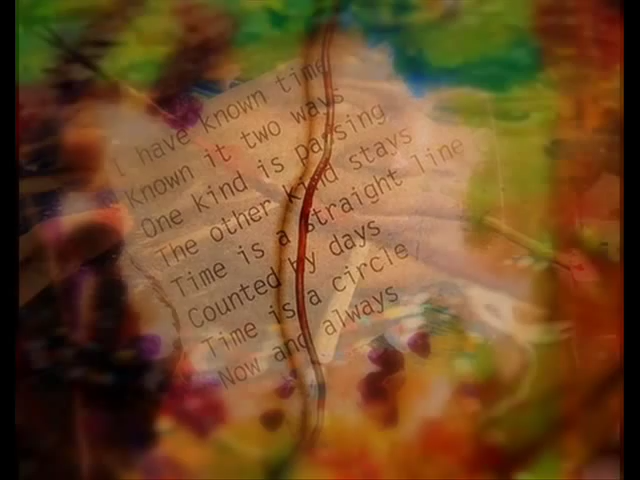 I have known time
Known it two ways
One kind is passing
The other kind stays
Time is a straight line
Counted by days
Time is a circle
Now and always